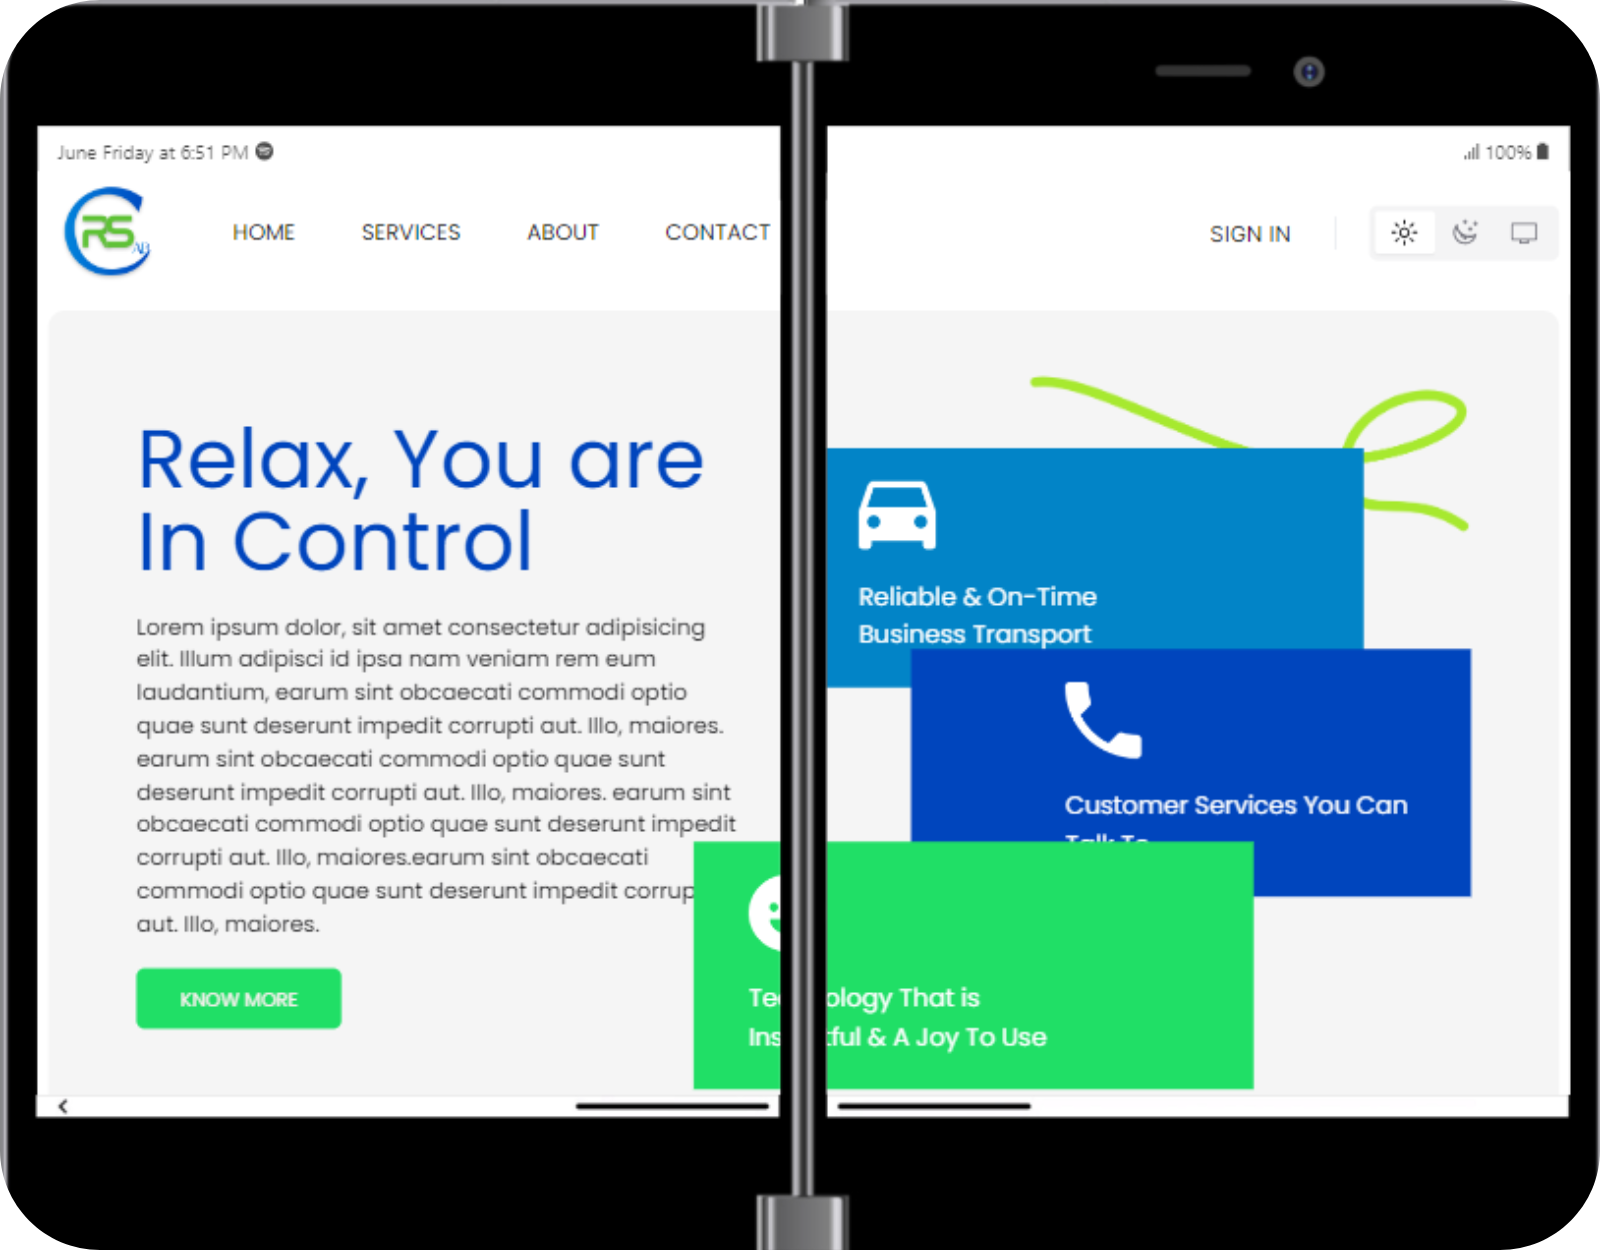 June Friday at 6:51 PM
100%
RS
AB
HOME SERVICES ABOUT CONTACT SIGN IN
Relax, You are
In Control
Lorem ipsum dolor, sit amet consectetur adipisicing
elit. Illum adipisci id ipsa nam veniam rem eum
laudantium, earum sint obcaecati commodi optio
quae sunt deserunt impedit corrupti aut. Illo, maiores.
earum sint obcaecati commodi optio quae sunt
deserunt impedit corrupti aut. Illo, maiores. earum sint
obcaecati commodi optio quae sunt deserunt impedit
corrupti aut. Illo, maiores.earum sint obcaecati
commodi optio quae sunt deserunt impedit corrup
aut. Illo, maiores.
KNOW MORE
Reliable & On-Time
Business Transport
Customer Services You Can
Talk To
Te ology That is
Ins tful & A Joy To Use